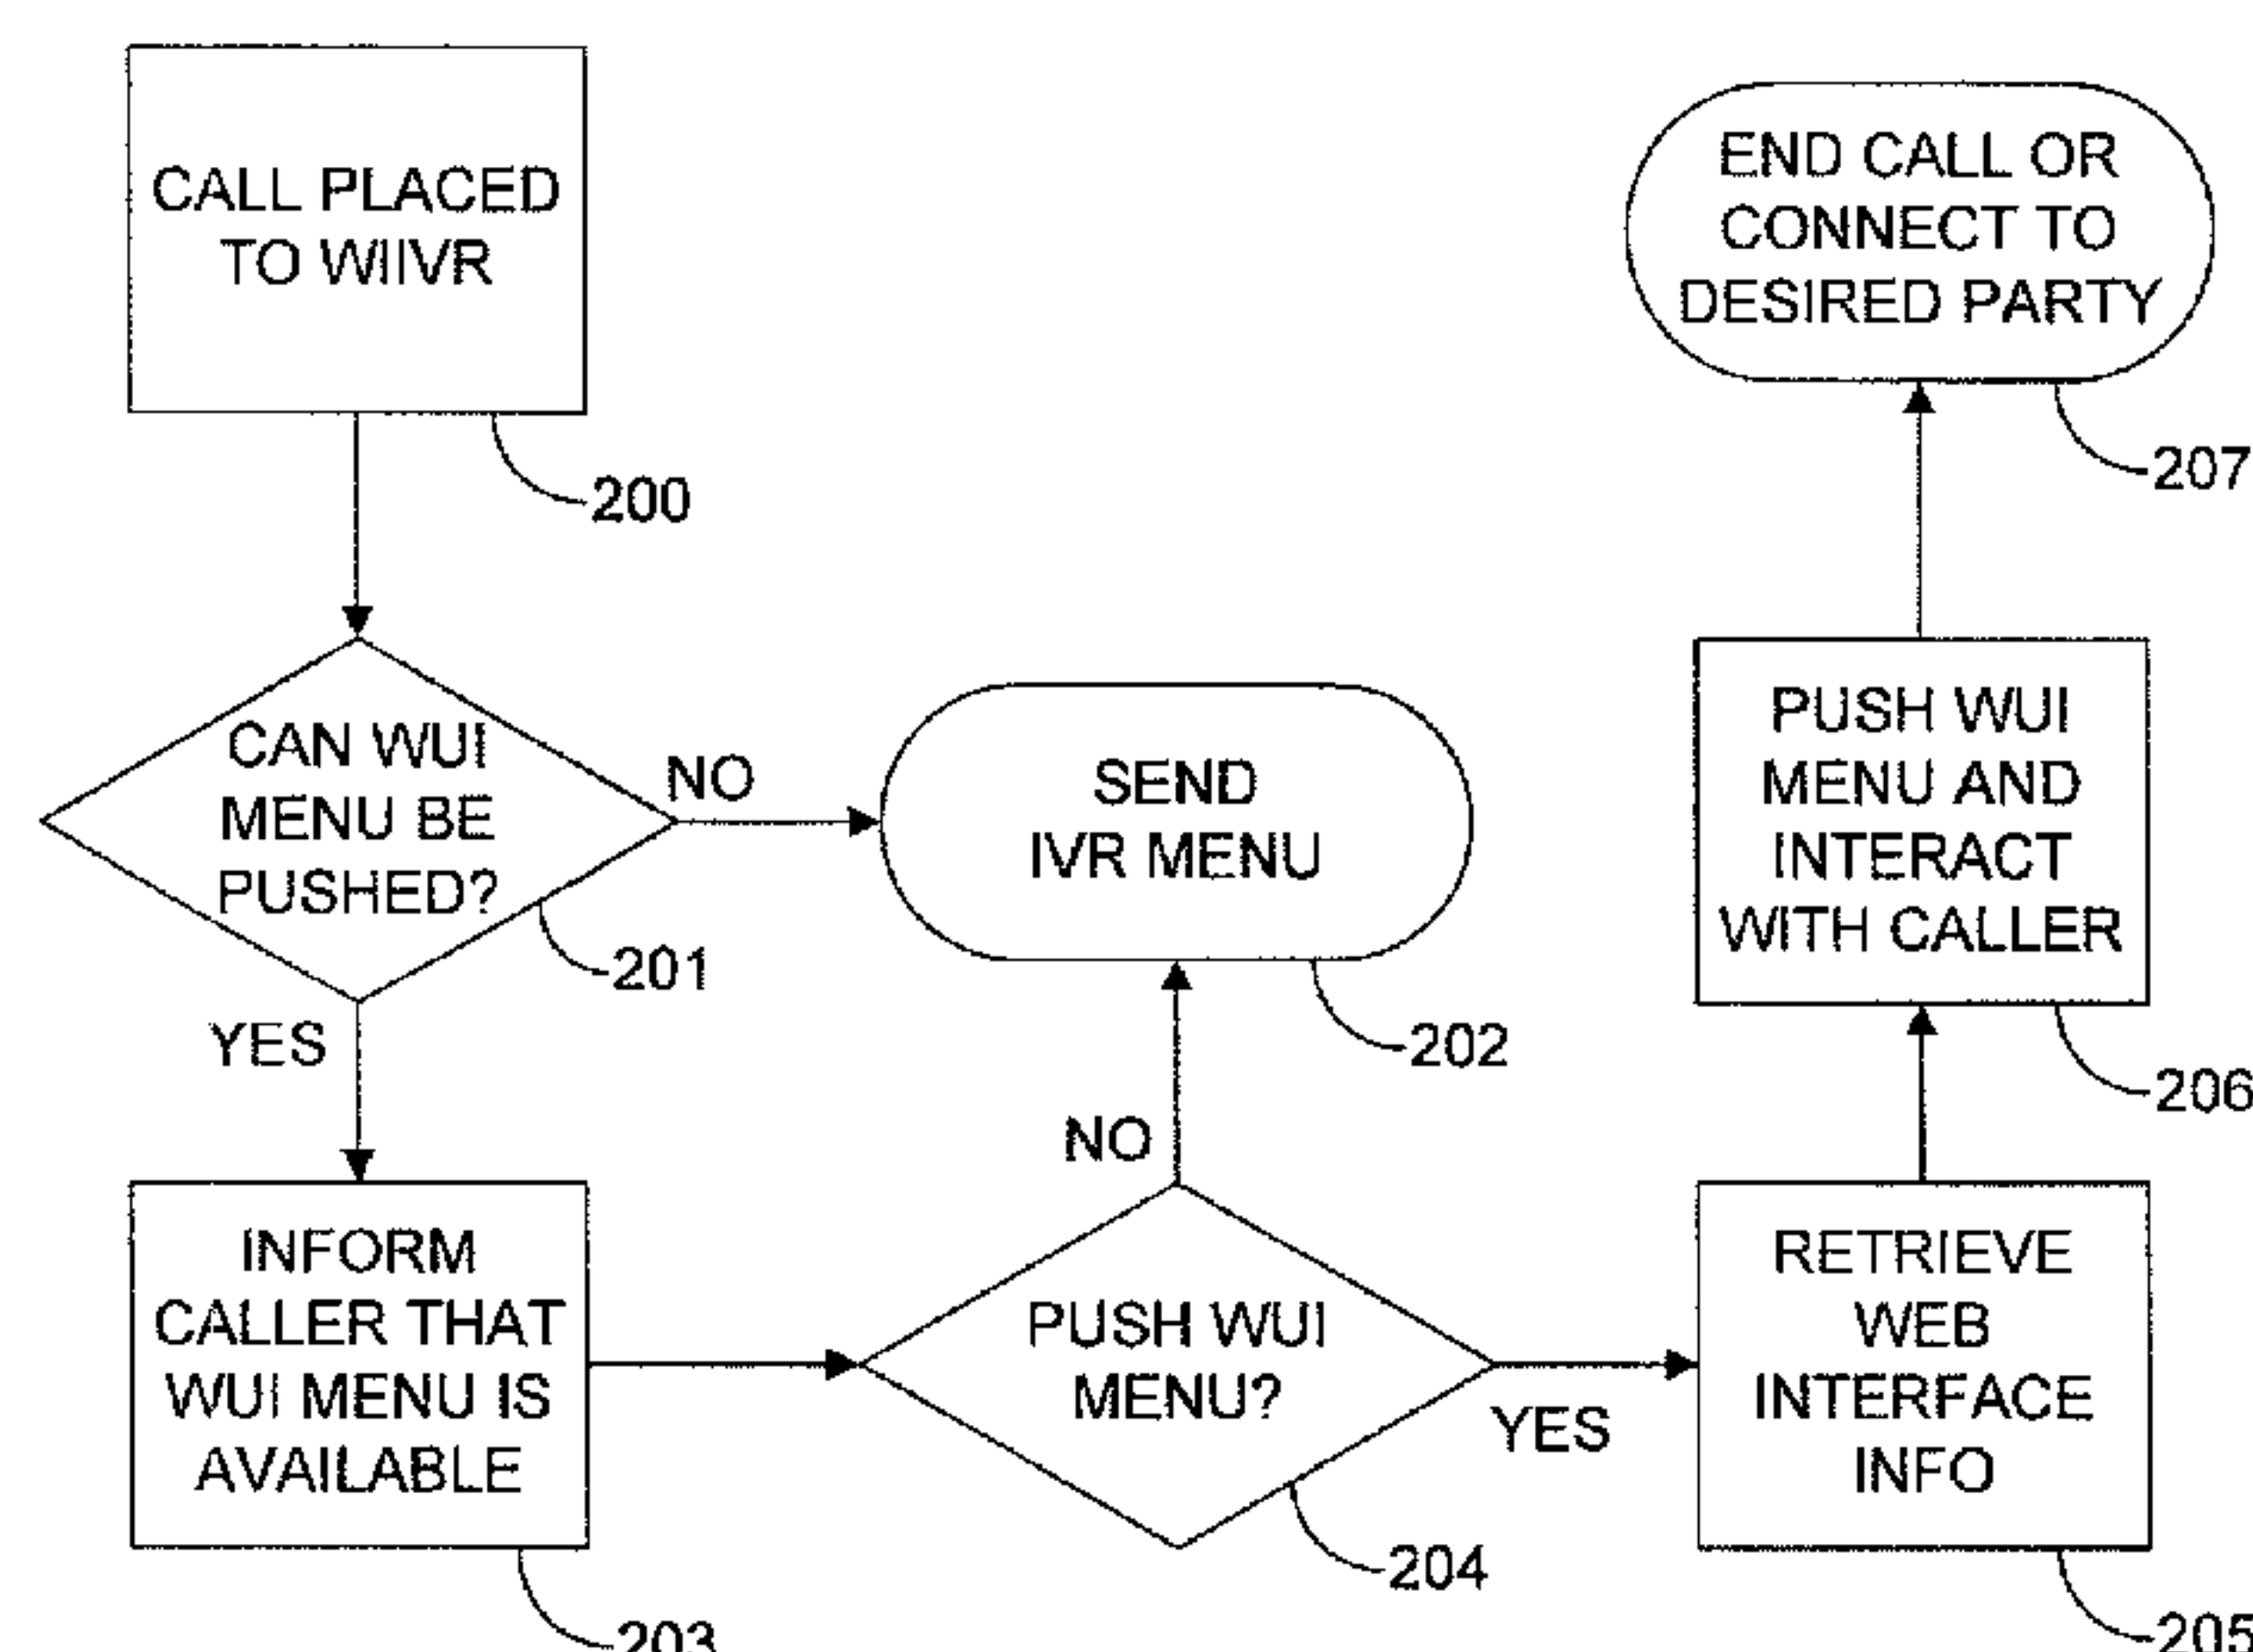 CALL PLACED
TO WIIVR
200
CAN WUI
MENU BE
PUSHED?
201
NO
YES
SEND
IVR MENU
202
INFORM
CALLER THAT
WUI MENU IS
AVAILABLE
203
PUSH WUI
MENU?
204
NO
YES
RETRIEVE
WEB
INTERFACE
INFO
205
PUSH WUI
MENU AND
INTERACT
WITH CALLER
206
END CALL OR
CONNECT TO
DESIRED PARTY
207